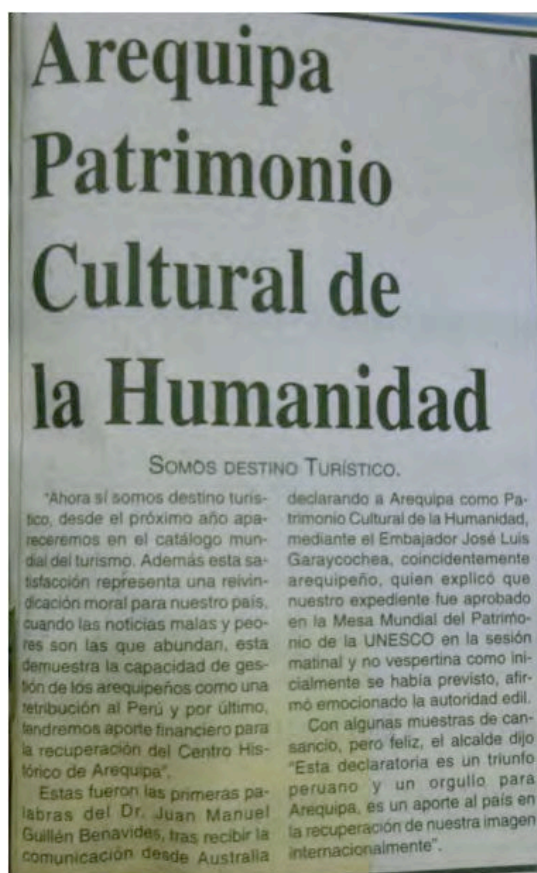 Arequipa
Patrimonio
Cultural de
la Humanidad
SOMOS DESTINO TURÍSTICO.
"Ahora sí somos destino turís-
tico, desde el próximo año apa-
receremos en el catálogo mun-
dial del turismo. Además esta sa-
tisfacción representa una reivin-
dicación moral para nuestro país,
cuando las noticias malas y peo-
res son las que abundan, esta
demuestra la capacidad de ges-
tión de los arequipeños como una
retribución al Perú y por último,
tendremos aporte financiero para
la recuperación del Centro His-
tórico de Arequipa".
Estas fueron las primeras pa-
labras del Dr. Juan Manuel
Guillén Benavides, tras recibir la
comunicación desde Australia
declarando a Arequipa como Pa-
trimonio Cultural de la Humanidad,
mediante el Embajador José Luis
Garaycochea, coincidentemente
arequipeño, quien explicó que
nuestro expediente fue aprobado
en la Mesa Mundial del Patrimo-
nio de la UNESCO en la sesión
matinal y no vespertina como ini-
cialmente se había previsto, afir-
mó emocionado la autoridad edil.
Con algunas muestras de can-
sancio, pero feliz, el alcalde dijo
"Esta declaratoria es un triunfo
peruano y un orgullo para
Arequipa, es un aporte al país en
la recuperación de nuestra imagen
internacionalmente".